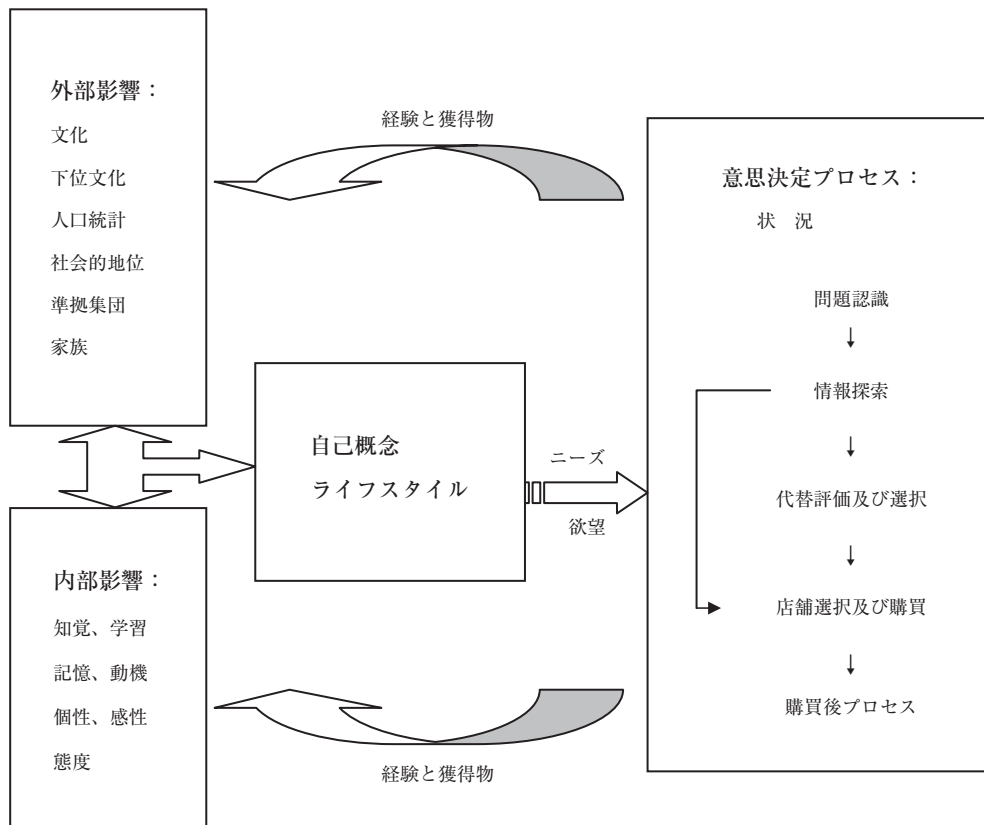 外部影響：
文化
下位文化
人口統計
社会的地位
準拠集団
家族
経験と獲得物
自己概念
ライフスタイル
ニーズ
欲望
内部影響：
知覚、学習
記憶、動機
個性、感性
態度
経験と獲得物
意思決定プロセス：
状　況
問題認識
情報探索
代替評価及び選択
店舗選択及び購買
購買後プロセス